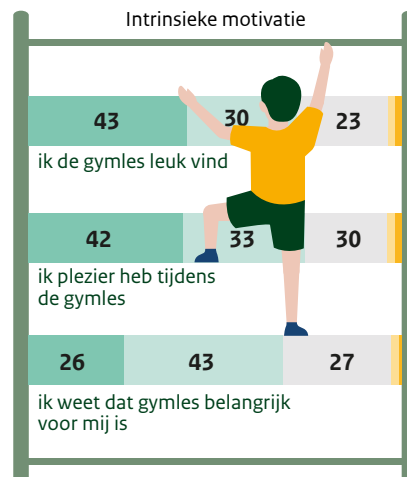 Intrinsieke motivatie
43 30 23
ik de gymles leuk vind
42 33 30
ik plezier heb tijdens
de gymles
26 43 27
ik weet dat gymles belangrijk
voor mij is